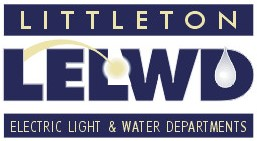 LITTLETON
LELWD
ELECTRIC LIGHT & WATER DEPARTMENTS